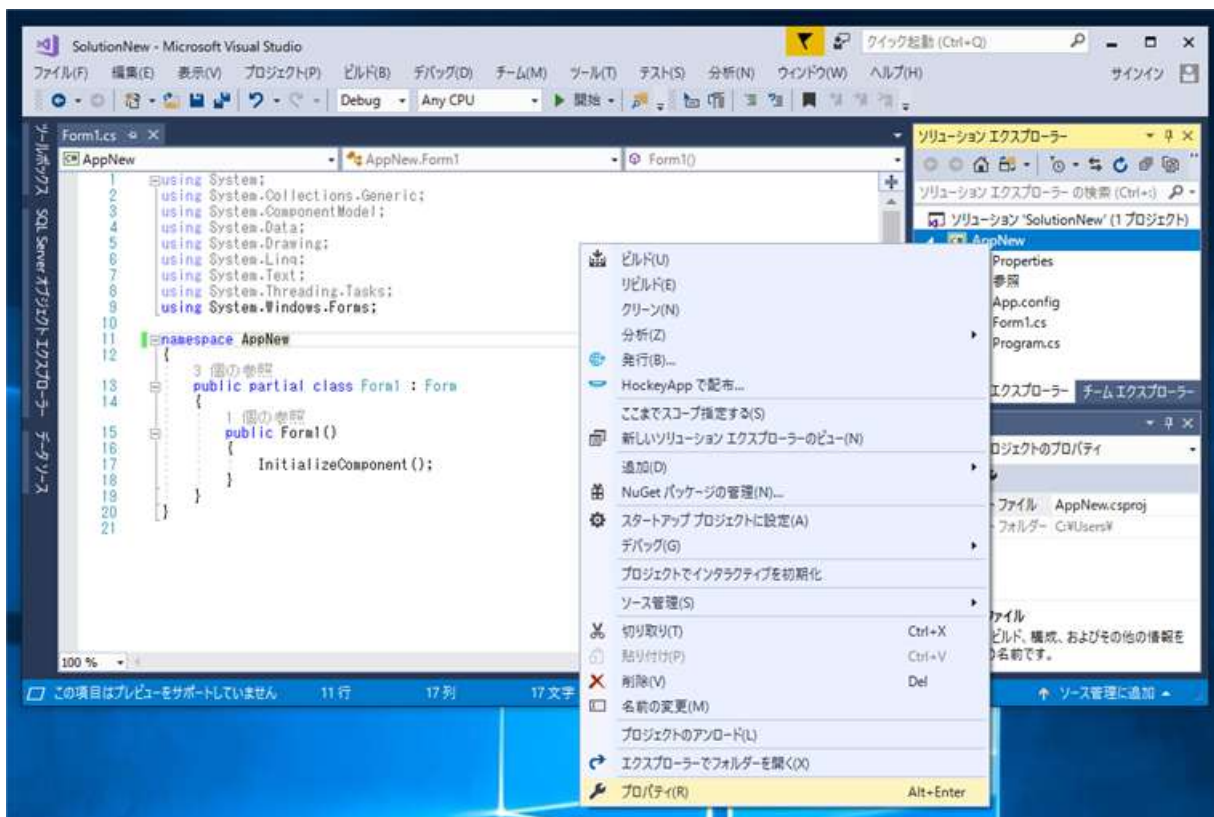 SolutionNew - Microsoft Visual Studio
クイック起動 (Ctrl+Q)
ファイル(F) 編集(E) 表示(V) プロジェクト(P) ビルド(B) デバッグ(D) チーム(M) ツール(T) テスト(S) 分析(N) ウィンドウ(W) ヘルプ(H) サインイン
Debug Any CPU 開始
ツールボックス
SQL Server オブジェクト エクスプローラー
データ ソース
Form1.cs
AppNew AppNew.Form1 Form1()
1 using System;
2 using System.Collections.Generic;
3 using System.ComponentModel;
4 using System.Data;
5 using System.Drawing;
6 using System.Linq;
7 using System.Text;
8 using System.Threading.Tasks;
9 using System.Windows.Forms;
10
11 namespace AppNew
12 {
3 個の参照
13 public partial class Form1 : Form
14 {
1 個の参照
15 public Form1()
16 {
17 InitializeComponent();
18 }
19 }
20 }
21
100 %
この項目はプレビューをサポートしていません 11 行 17 列 17 文字
ビルド(U)
リビルド(E)
クリーン(N)
分析(Z)
発行(B)...
HockeyApp で配布...
ここまでスコープ指定する(S)
新しいソリューション エクスプローラーのビュー(N)
追加(D)
NuGet パッケージの管理(N)...
スタートアップ プロジェクトに設定(A)
デバッグ(G)
プロジェクトでインタラクティブを初期化
ソース管理(S)
切り取り(T) Ctrl+X
貼り付け(P) Ctrl+V
削除(V) Del
名前の変更(M)
プロジェクトのアンロード(L)
エクスプローラーでフォルダーを開く(X)
プロパティ(R) Alt+Enter
ソリューション エクスプローラー
ソリューション エクスプローラー の検索 (Ctrl+:)
ソリューション 'SolutionNew' (1 プロジェクト)
AppNew
Properties
参照
App.config
Form1.cs
Program.cs
エクスプローラー チーム エクスプローラー
ロジェクトのプロパティ
ファイル AppNew.csproj
フォルダー C:¥Users¥
ファイル
ビルド、構成、およびその他の情報を
の名前です。
ソース管理に追加